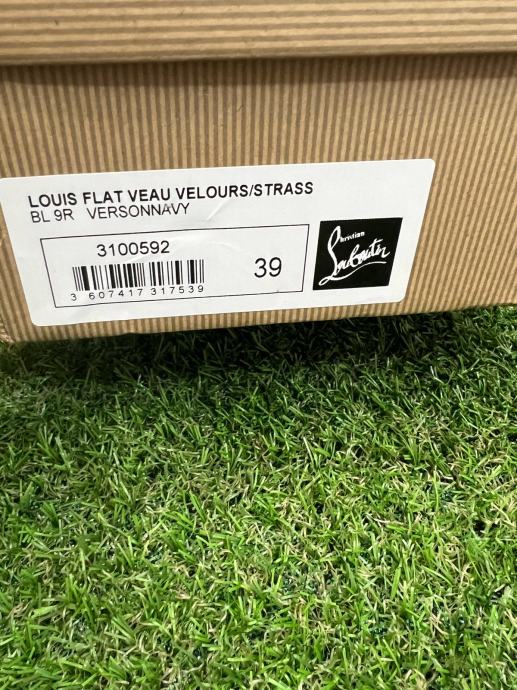 LOUIS FLAT VEAU VELOURS/STRASS
BL 9R VERSONNAVY
3100592
39
3 607417 317539
Christian
Louboutin